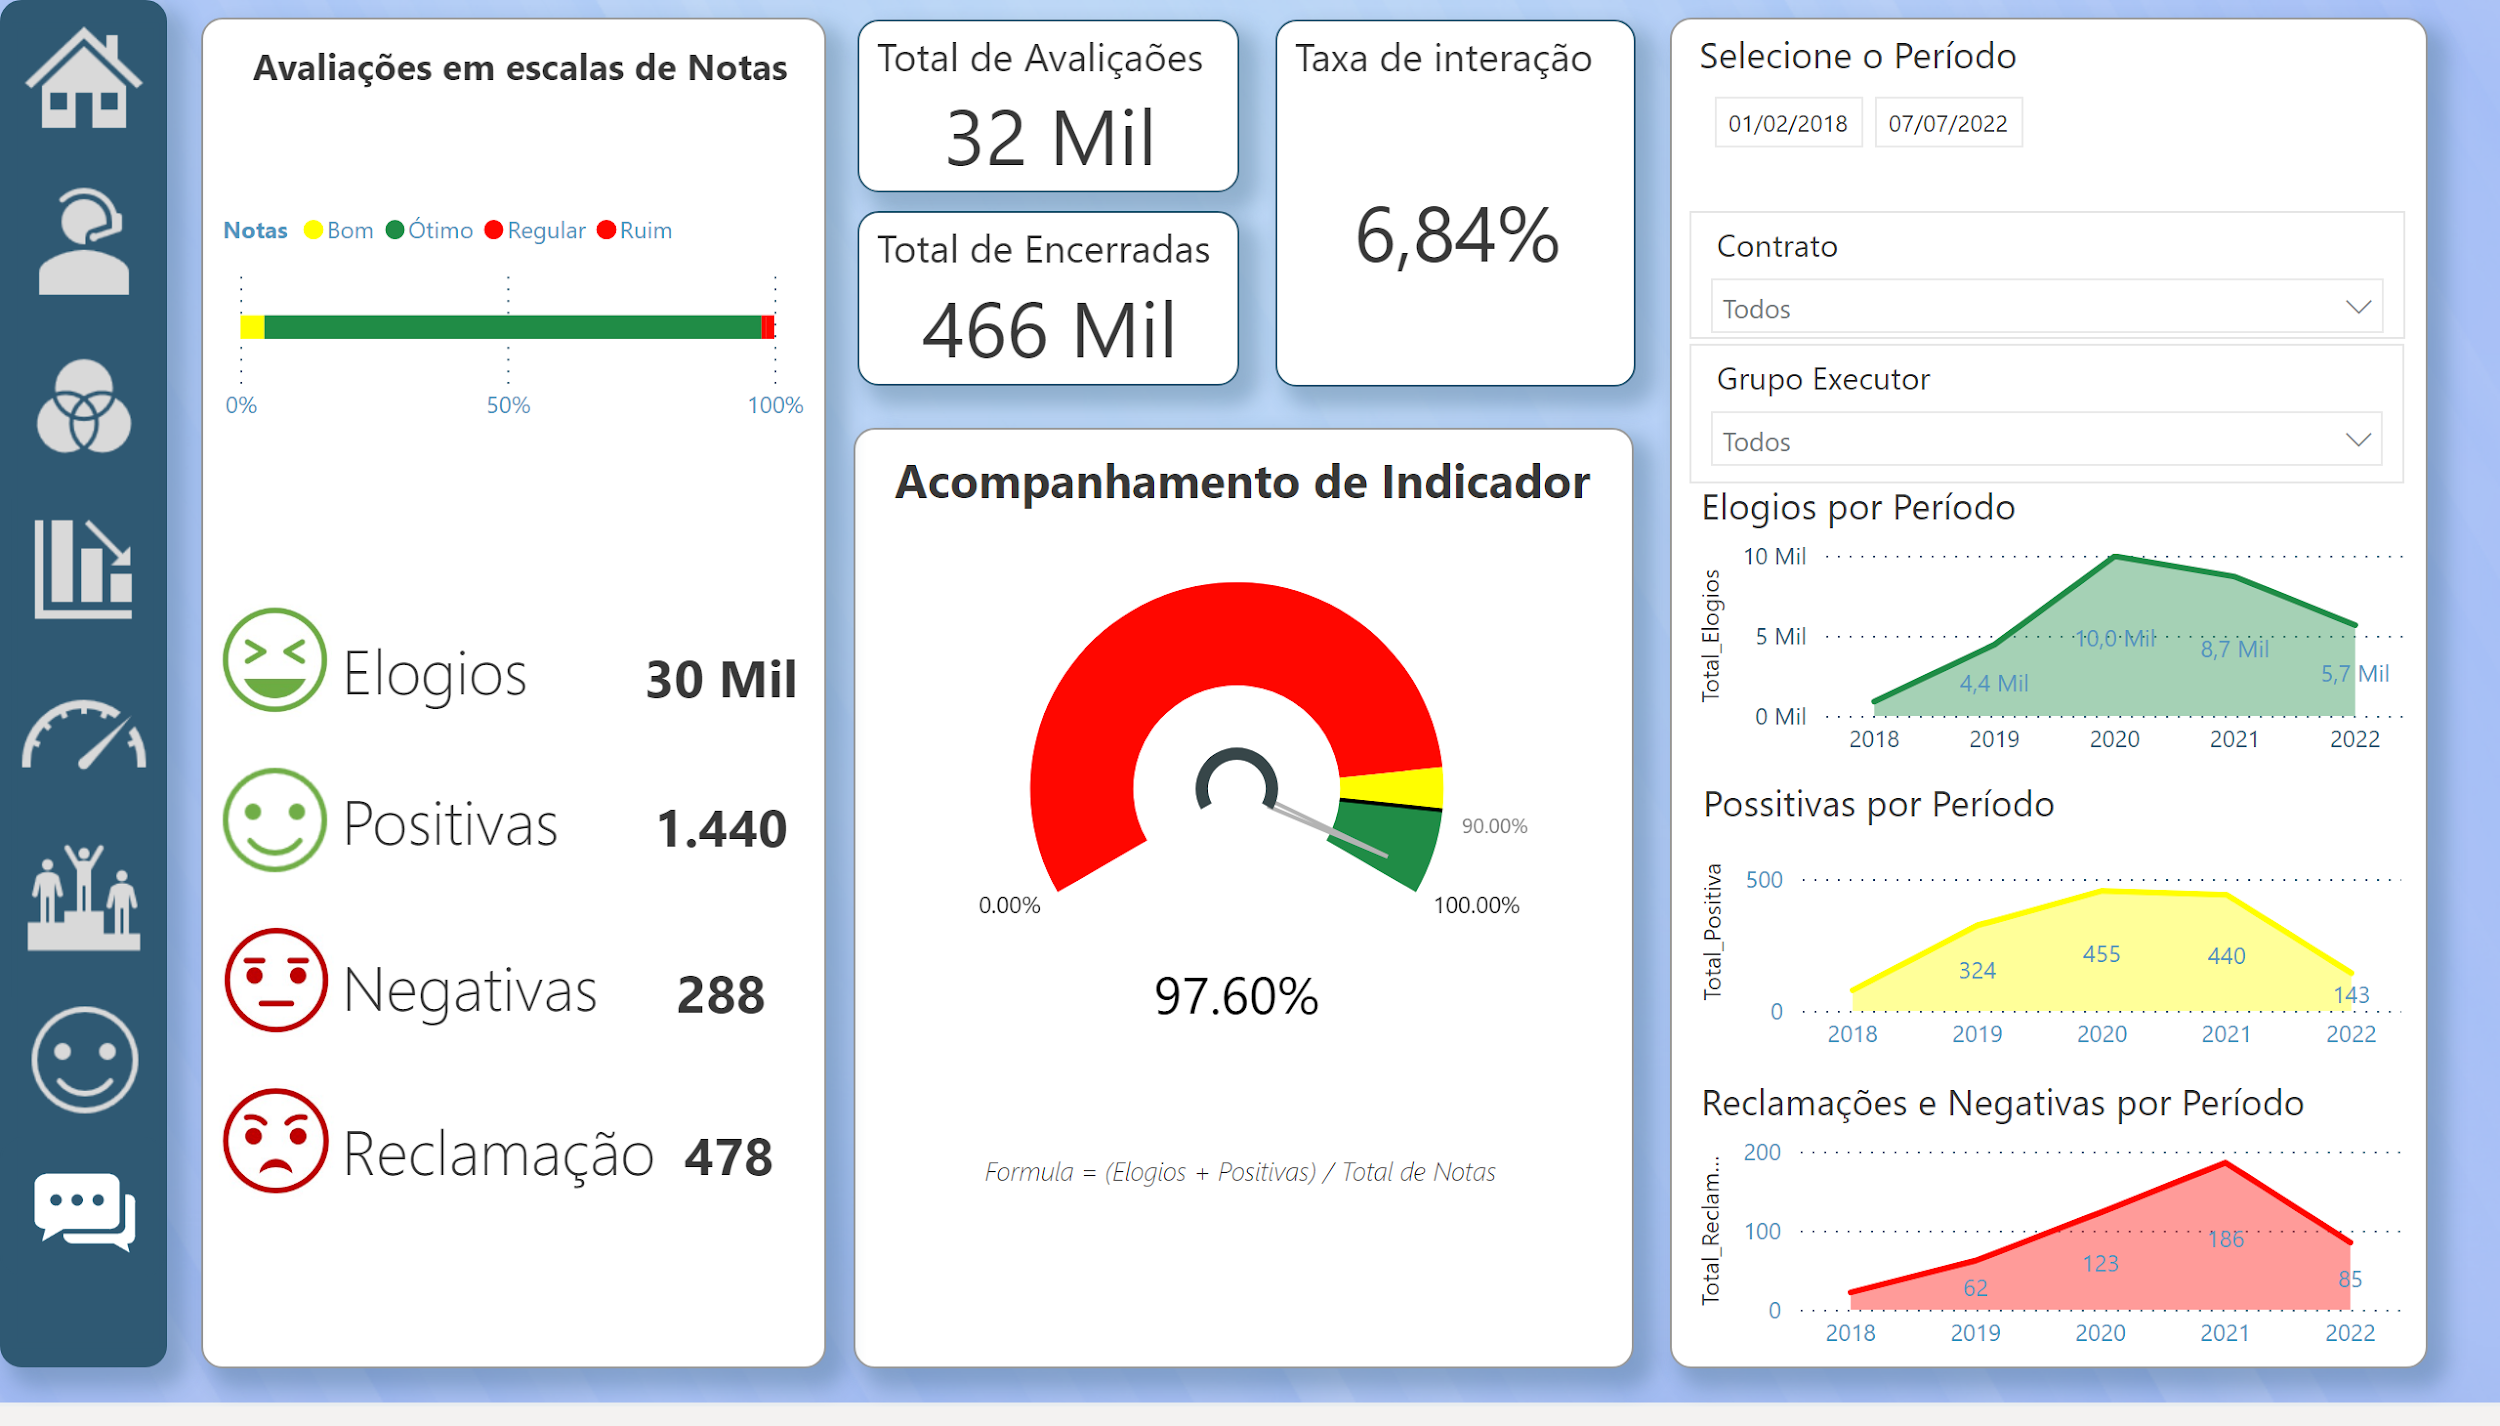 Avaliações em escalas de Notas
Notas Bom Ótimo Regular Ruim
0% 50% 100%
Elogios 30 Mil
Positivas 1.440
Negativas 288
Reclamação 478
Total de Avaliçaões
32 Mil
Total de Encerradas
466 Mil
Taxa de interação
6,84%
Acompanhamento de Indicador
90.00%
0.00% 100.00%
97.60%
Formula = (Elogios + Positivas) / Total de Notas
Selecione o Período
01/02/2018 07/07/2022
Contrato
Todos
Grupo Executor
Todos
Elogios por Período
Total_Elogios
10 Mil
5 Mil
0 Mil
4,4 Mil 10,0 Mil 8,7 Mil 5,7 Mil
2018 2019 2020 2021 2022
Possitivas por Período
Total_Positiva
500
0
324 455 440 143
2018 2019 2020 2021 2022
Reclamações e Negativas por Período
Total_Reclam...
200
100
0
62 123 186 85
2018 2019 2020 2021 2022